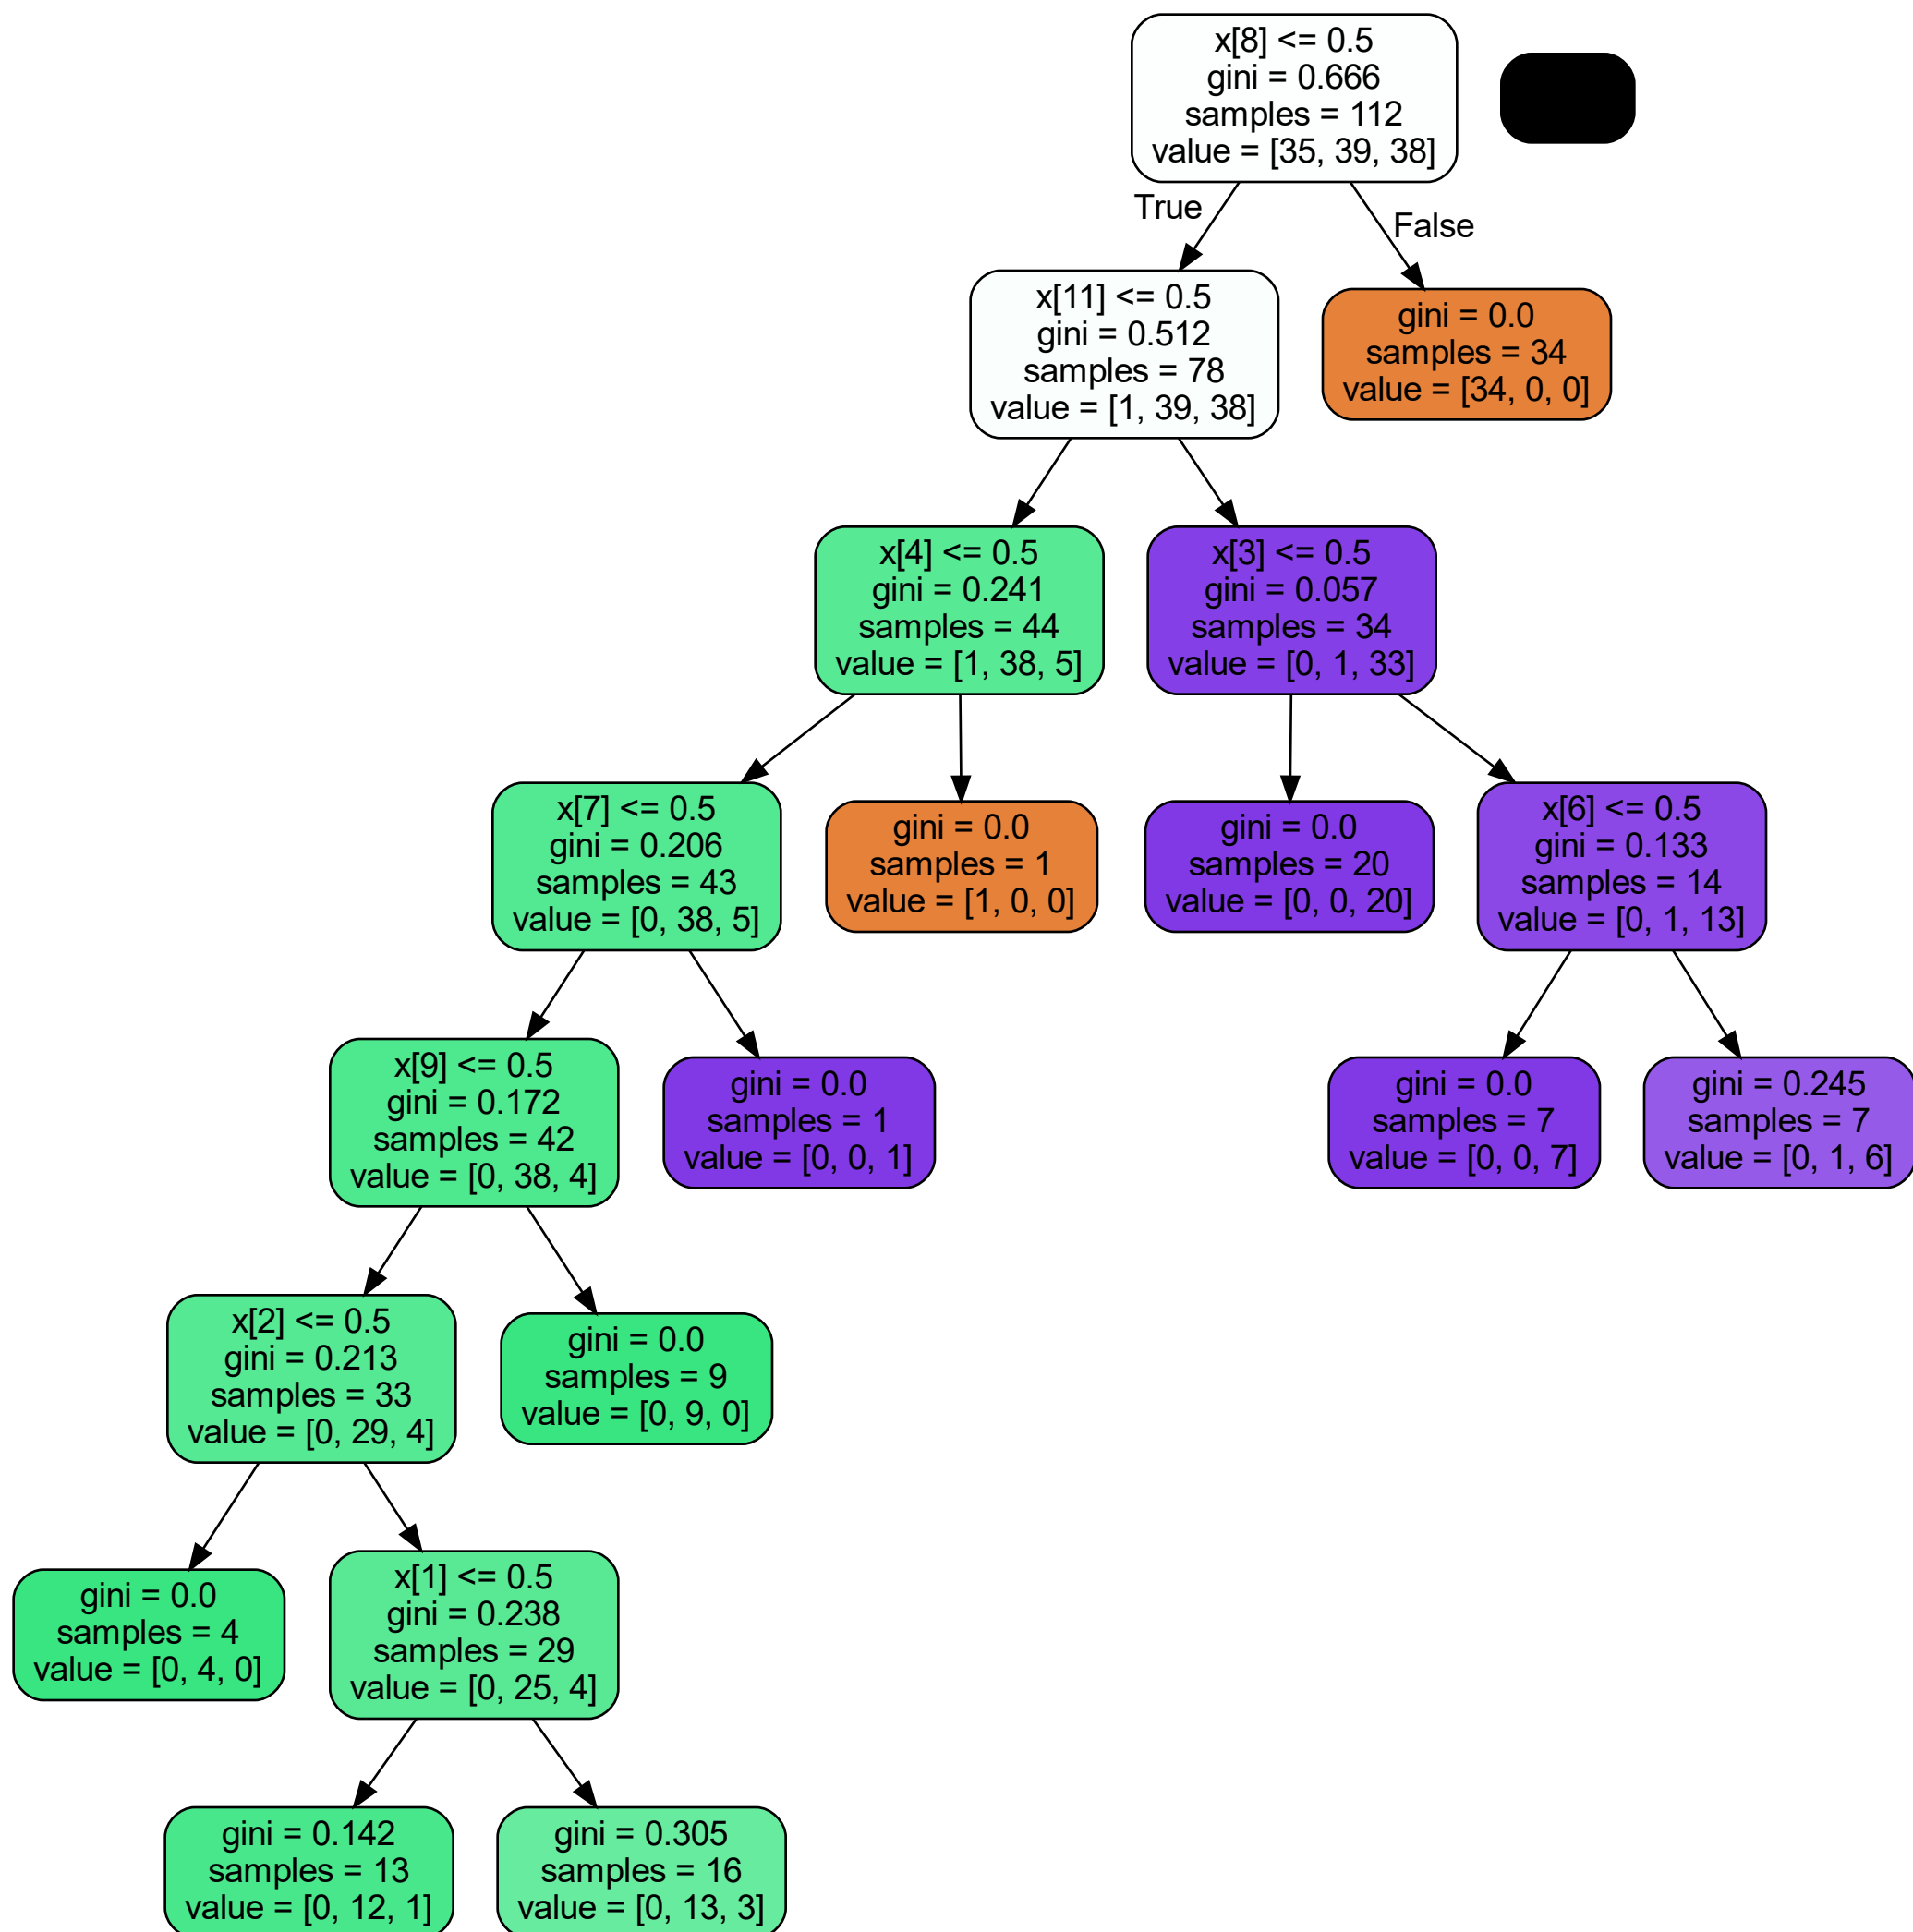 x[8] <= 0.5
gini = 0.666
samples = 112
value = [35, 39, 38]
True
False
x[11] <= 0.5
gini = 0.512
samples = 78
value = [1, 39, 38]
gini = 0.0
samples = 34
value = [34, 0, 0]
x[4] <= 0.5
gini = 0.241
samples = 44
value = [1, 38, 5]
x[3] <= 0.5
gini = 0.057
samples = 34
value = [0, 1, 33]
x[7] <= 0.5
gini = 0.206
samples = 43
value = [0, 38, 5]
gini = 0.0
samples = 1
value = [1, 0, 0]
gini = 0.0
samples = 20
value = [0, 0, 20]
x[6] <= 0.5
gini = 0.133
samples = 14
value = [0, 1, 13]
x[9] <= 0.5
gini = 0.172
samples = 42
value = [0, 38, 4]
gini = 0.0
samples = 1
value = [0, 0, 1]
gini = 0.0
samples = 7
value = [0, 0, 7]
gini = 0.245
samples = 7
value = [0, 1, 6]
x[2] <= 0.5
gini = 0.213
samples = 33
value = [0, 29, 4]
gini = 0.0
samples = 9
value = [0, 9, 0]
gini = 0.0
samples = 4
value = [0, 4, 0]
x[1] <= 0.5
gini = 0.238
samples = 29
value = [0, 25, 4]
gini = 0.142
samples = 13
value = [0, 12, 1]
gini = 0.305
samples = 16
value = [0, 13, 3]